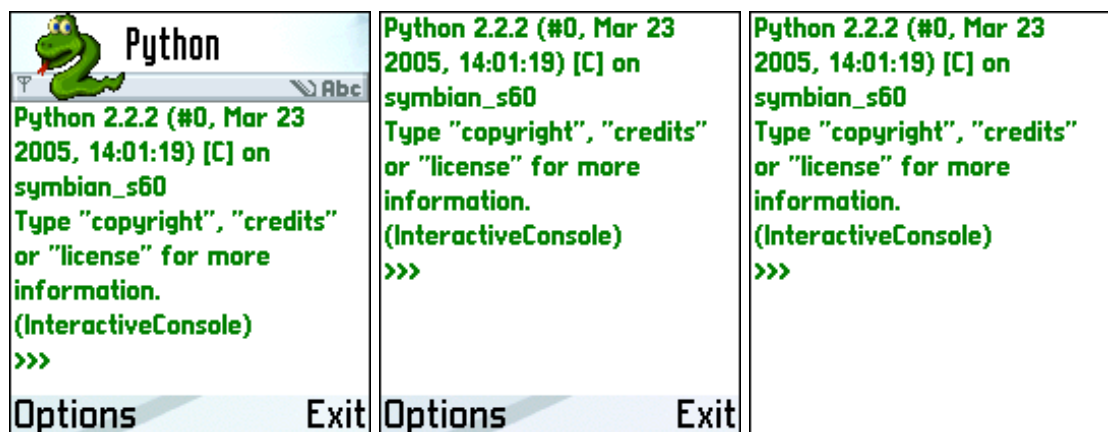 Python
Abc
Python 2.2.2 (#0, Mar 23
2005, 14:01:19) [C] on
symbian_s60
Type "copyright", "credits"
or "license" for more
information.
(InteractiveConsole)
>>>
Options Exit
Python 2.2.2 (#0, Mar 23
2005, 14:01:19) [C] on
symbian_s60
Type "copyright", "credits"
or "license" for more
information.
(InteractiveConsole)
>>>
Options Exit
Python 2.2.2 (#0, Mar 23
2005, 14:01:19) [C] on
symbian_s60
Type "copyright", "credits"
or "license" for more
information.
(InteractiveConsole)
>>>